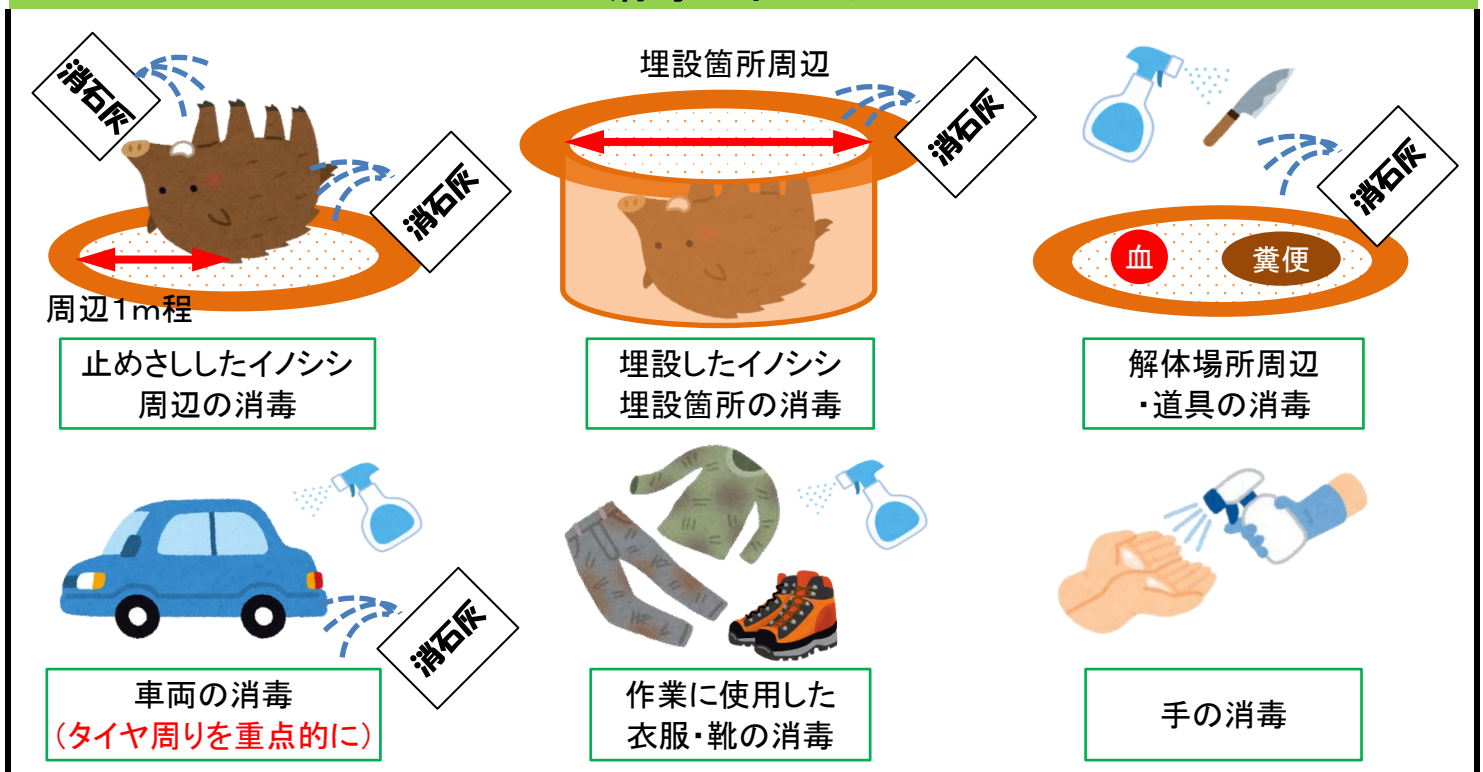 消石灰
消石灰
周辺1m程
止めさししたイノシシ
周辺の消毒
埋設箇所周辺
消石灰
埋設したイノシシ
埋設箇所の消毒
消石灰
血
糞便
解体場所周辺
・道具の消毒
消石灰
車両の消毒
(タイヤ周りを重点的に)
作業に使用した
衣服・靴の消毒
手の消毒